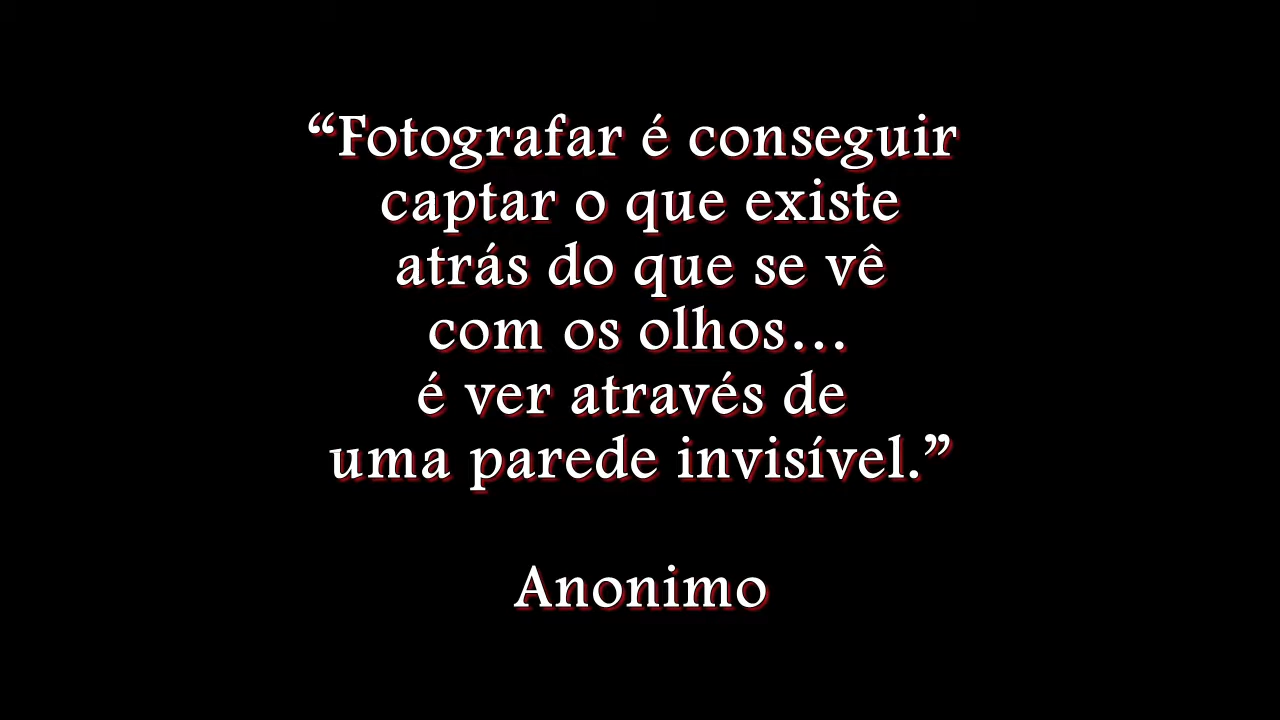 “Fotografar é conseguir
captar o que existe
atrás do que se vê
com os olhos...
é ver através de
uma parede invisível.”
Anonimo